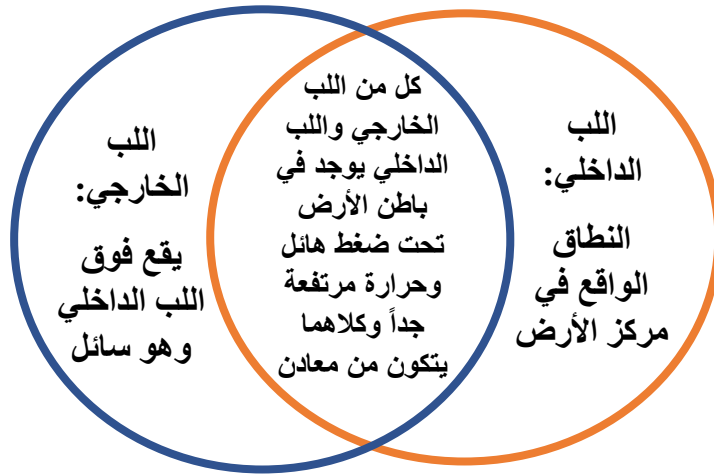 اللب
الداخلي:
النطاق
الواقع في
مركز الأرض
كل من اللب
الخارجي واللب
الداخلي يوجد في
باطن الأرض
تحت ضغط هائل
وحرارة مرتفعة
جداً وكلاهما
يتكون من معادن
اللب
الخارجي:
يقع فوق
اللب الداخلي
وهو سائل